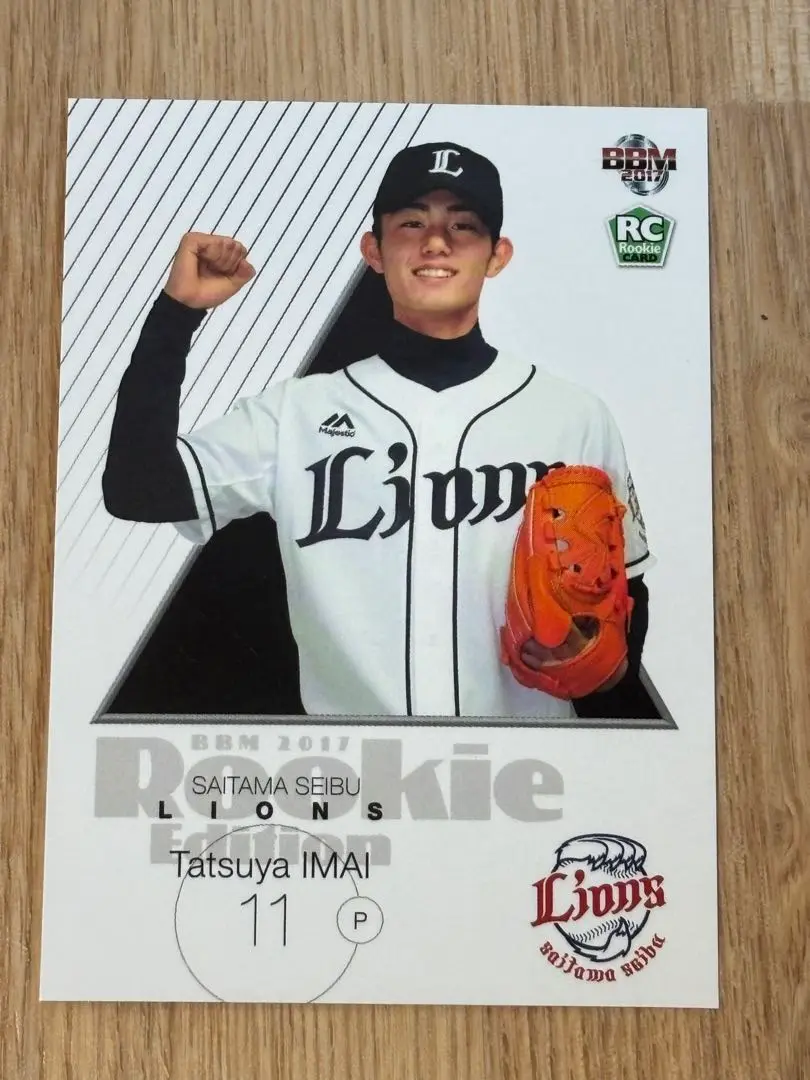 L
BBM
2017
RC
Rookie
CARD
Majestic
Lions
BBM 2017
Rookie
Edition
SAITAMA SEIBU
LIONS
Tatsuya IMAI
11
P
Lions
saitama seibu